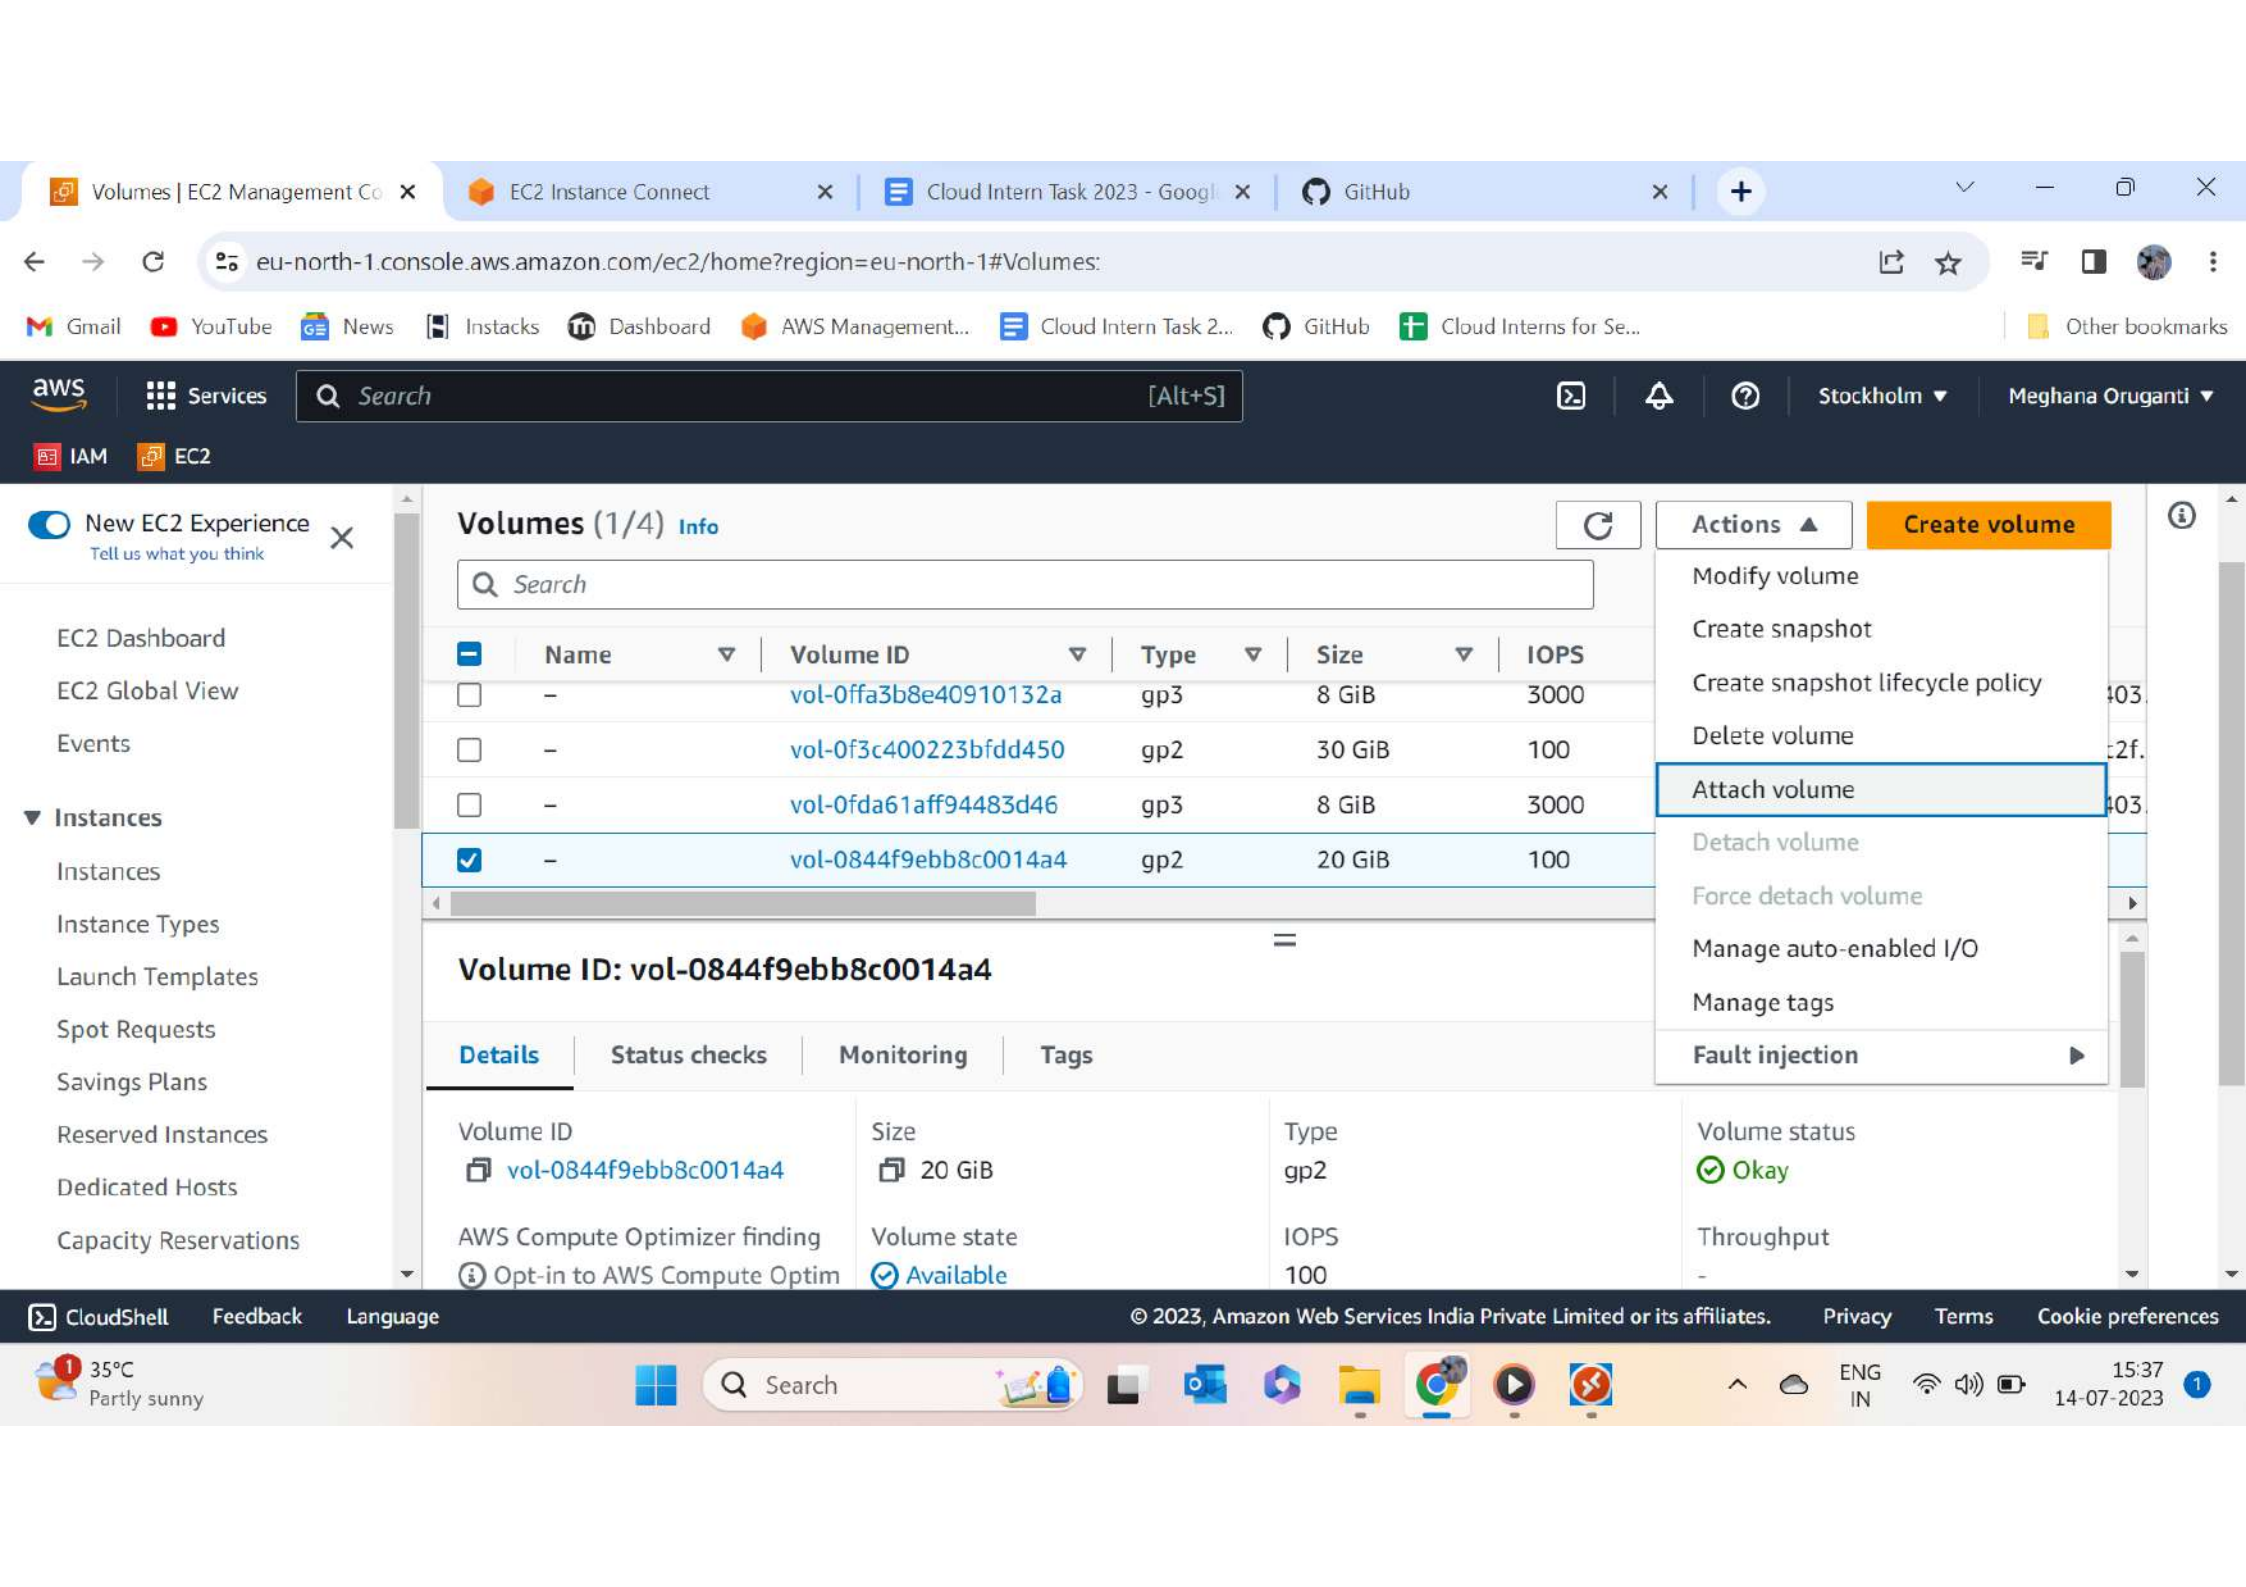 Volumes | EC2 Management Co
EC2 Instance Connect
Cloud Intern Task 2023 - Googl
GitHub
eu-north-1.console.aws.amazon.com/ec2/home?region=eu-north-1#Volumes:
Gmail YouTube News Instacks Dashboard AWS Management... Cloud Intern Task 2... GitHub Cloud Interns for Se... Other bookmarks
aws Services Search [Alt+S] Stockholm Meghana Oruganti
IAM EC2
New EC2 Experience
Tell us what you think
EC2 Dashboard
EC2 Global View
Events
Instances
Instances
Instance Types
Launch Templates
Spot Requests
Savings Plans
Reserved Instances
Dedicated Hosts
Capacity Reservations
Volumes (1/4) Info
Actions
Create volume
Search
Name Volume ID Type Size IOPS
– vol-0ffa3b8e40910132a gp3 8 GiB 3000 403.
– vol-0f3c400223bfdd450 gp2 30 GiB 100 2f.
– vol-0fda61aff94483d46 gp3 8 GiB 3000 403.
– vol-0844f9ebb8c0014a4 gp2 20 GiB 100
Modify volume
Create snapshot
Create snapshot lifecycle policy
Delete volume
Attach volume
Detach volume
Force detach volume
Manage auto-enabled I/O
Manage tags
Fault injection
Volume ID: vol-0844f9ebb8c0014a4
Details Status checks Monitoring Tags
Volume ID Size Type Volume status
vol-0844f9ebb8c0014a4 20 GiB gp2 Okay
AWS Compute Optimizer finding Volume state IOPS Throughput
Opt-in to AWS Compute Optim Available 100 –
CloudShell Feedback Language © 2023, Amazon Web Services India Private Limited or its affiliates. Privacy Terms Cookie preferences
1 35°C
Partly sunny
Search
ENG
IN
15:37
14-07-2023
1